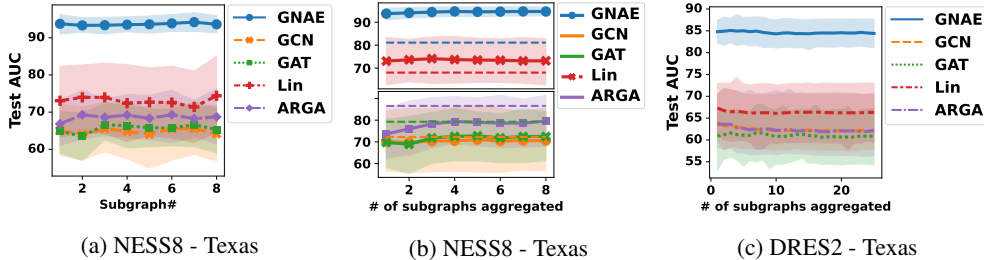 Test AUC
90
80
70
60
2 4 6 8
Subgraph#
GNAE
GCN
GAT
Lin
ARGA
(a) NESS8 - Texas
90
80
70
60
80
70
60
2 4 6 8
# of subgraphs aggregated
GNAE
GCN
GAT
Lin
ARGA
(b) NESS8 - Texas
Test AUC
90
85
80
75
70
65
60
55
0 10 20
# of subgraphs aggregated
GNAE
GCN
GAT
Lin
ARGA
(c) DRES2 - Texas